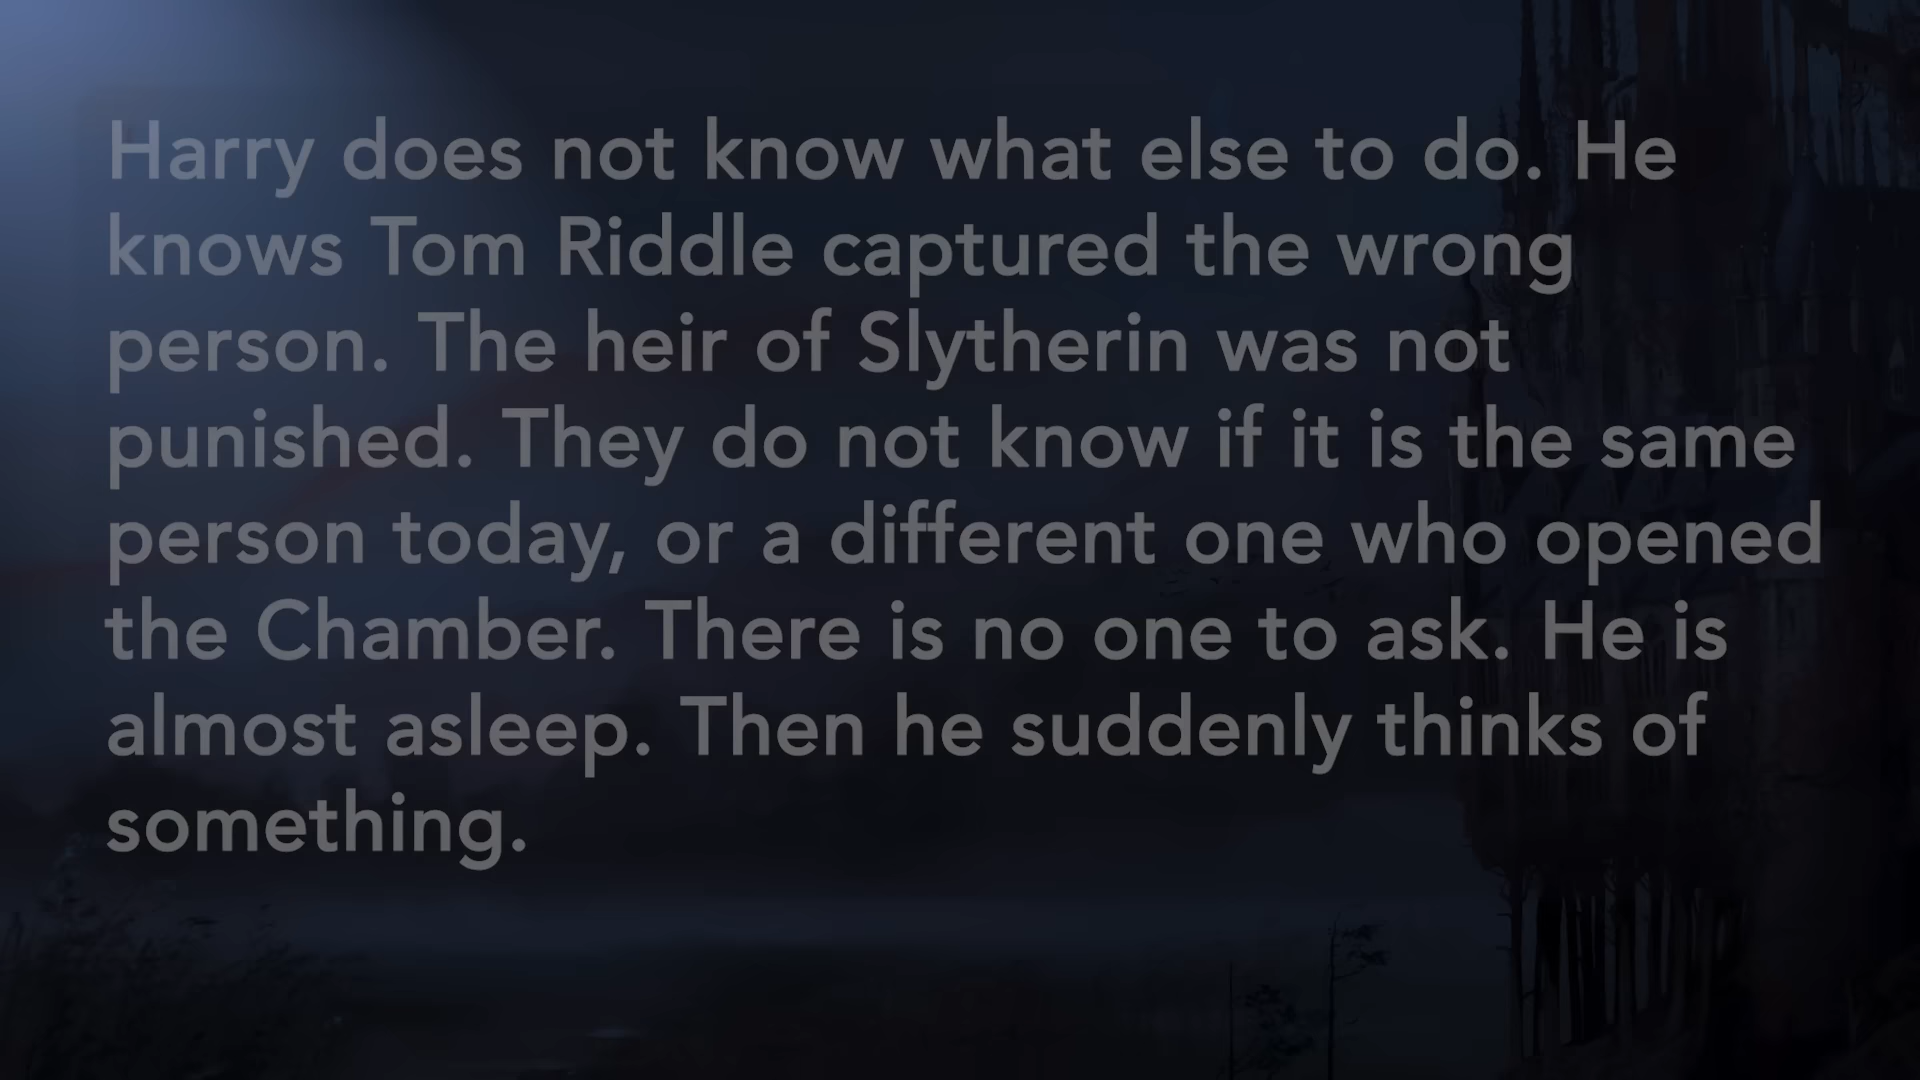 Harry does not know what else to do. He
knows Tom Riddle captured the wrong
person. The heir of Slytherin was not
punished. They do not know if it is the same
person today, or a different one who opened
the Chamber. There is no one to ask. He is
almost asleep. Then he suddenly thinks of
something.